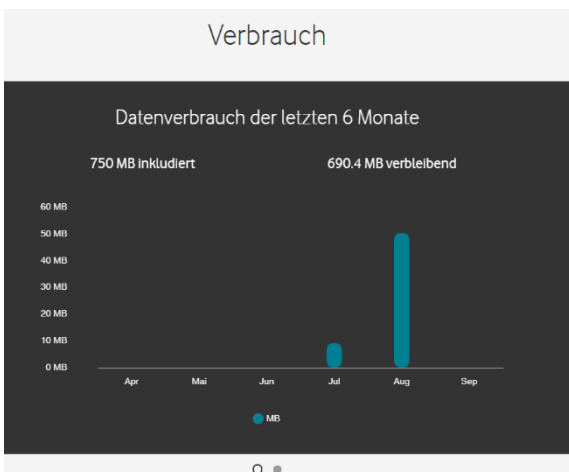 Verbrauch
Datenverbrauch der letzten 6 Monate
750 MB inkludiert 690.4 MB verbleibend
60 MB
50 MB
40 MB
30 MB
20 MB
10 MB
0 MB
Apr Mai Jun Jul Aug Sep
MB